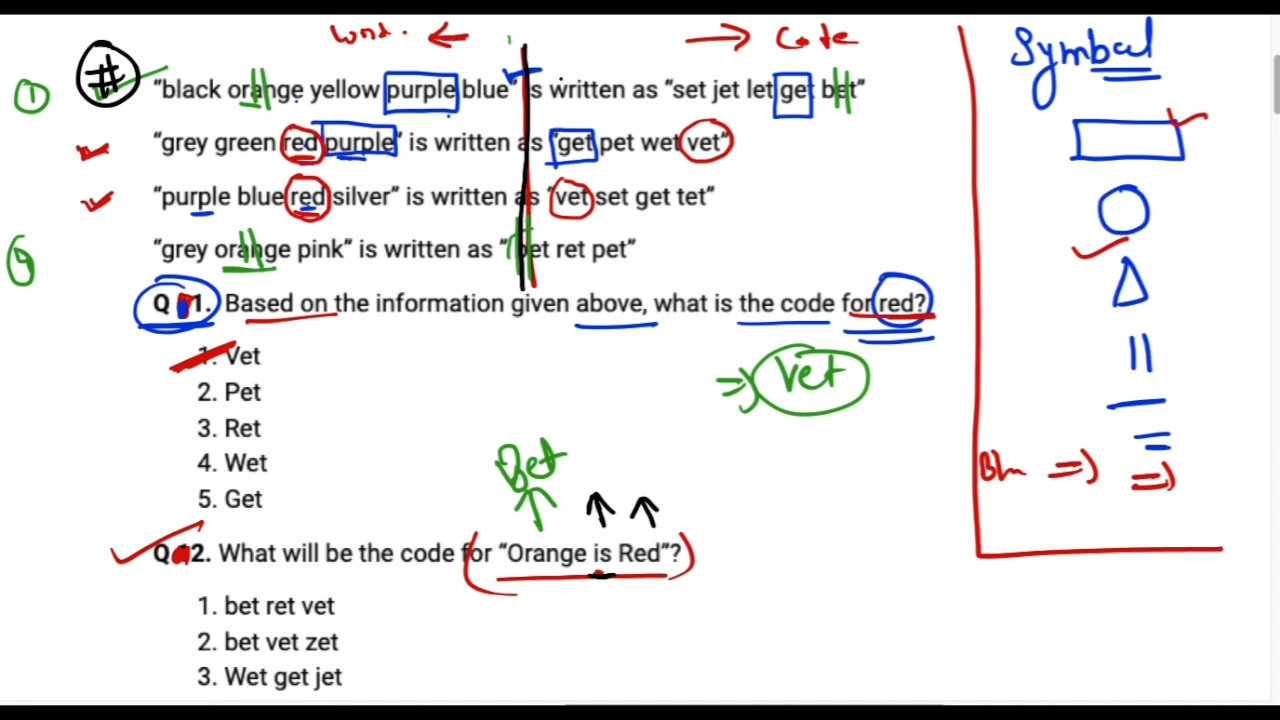 Word. ← → Code
Symbol
# "black orange yellow purple blue" is written as "set jet let get bet"
"grey green red purple" is written as "get pet wet vet"
"purple blue red silver" is written as "vet set get tet"
"grey orange pink" is written as "bet ret pet"
Q 1. Based on the information given above, what is the code for red?
1. Vet
2. Pet
3. Ret
4. Wet
5. Get
=) Vet
Bet
Q 2. What will be the code for "Orange is Red"?
1. bet ret vet
2. bet vet zet
3. Wet get jet